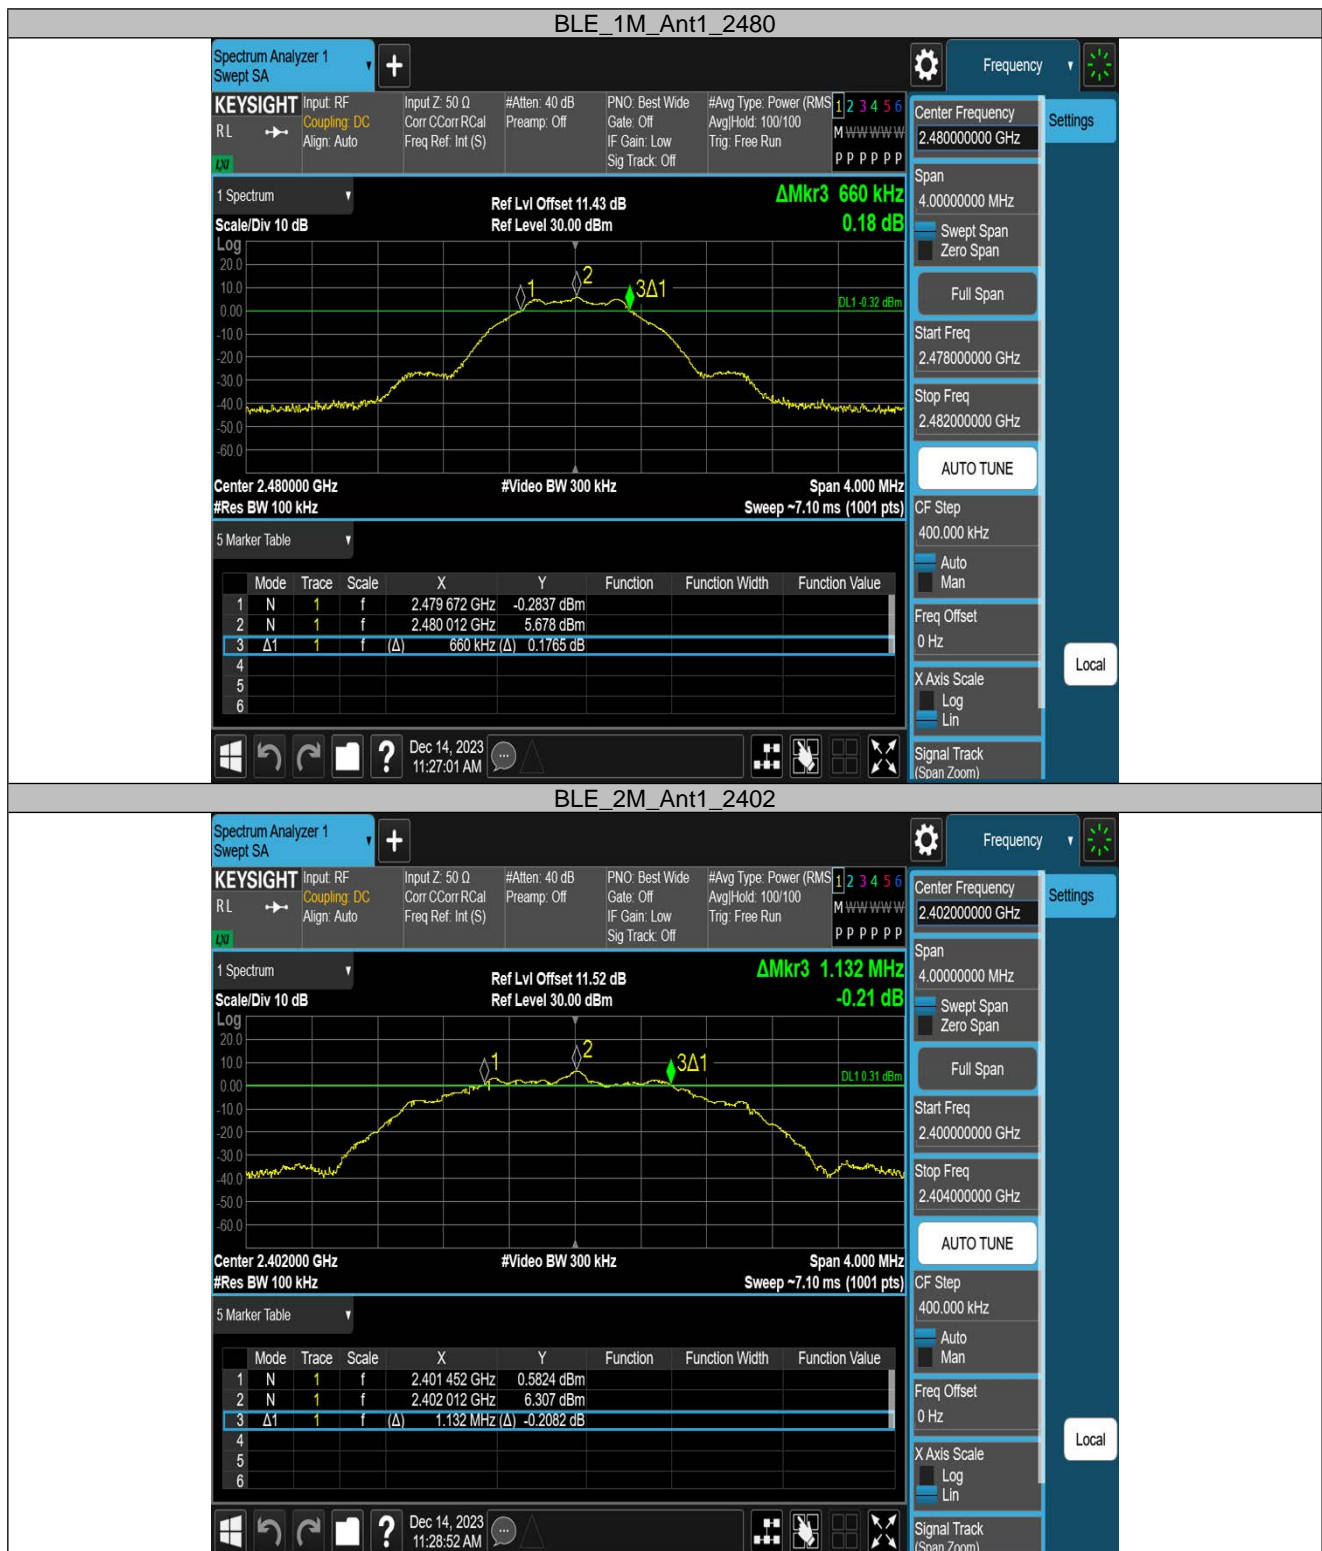 BLE_1M_Ant1_2480
Spectrum Analyzer 1
Swept SA
+
Frequency
KEYSIGHT Input: RF Input Z: 50 Ω #Atten: 40 dB PNO: Best Wide #Avg Type: Power (RMS 1 2 3 4 5 6
RL Coupling: DC Corr CCorr RCal Preamp: Off Gate: Off Avg|Hold: 100/100 M W W W W W
Align: Auto Freq Ref: Int (S) IF Gain: Low Trig: Free Run
LXI Sig Track: Off P P P P P P
Center Frequency
2.480000000 GHz
Settings
Span
4.00000000 MHz
Swept Span
Zero Span
Full Span
Start Freq
2.478000000 GHz
Stop Freq
2.482000000 GHz
AUTO TUNE
CF Step
400.000 kHz
Auto
Man
Freq Offset
0 Hz
X Axis Scale
Log
Lin
Signal Track
(Span Zoom)
Local
1 Spectrum
Ref Lvl Offset 11.43 dB ΔMkr3 660 kHz
Scale/Div 10 dB Ref Level 30.00 dBm 0.18 dB
Log
20.0
10.0
0.00
-10.0
-20.0
-30.0
-40.0
-50.0
-60.0
1 2 3Δ1
DL1 -0.32 dBm
Center 2.480000 GHz #Video BW 300 kHz Span 4.000 MHz
#Res BW 100 kHz Sweep ~7.10 ms (1001 pts)
5 Marker Table
Mode Trace Scale X Y Function Function Width Function Value
1 N 1 f 2.479 672 GHz -0.2837 dBm
2 N 1 f 2.480 012 GHz 5.678 dBm
3 Δ1 1 f (Δ) 660 kHz (Δ) 0.1765 dB
4
5
6
? Dec 14, 2023
11:27:01 AM
BLE_2M_Ant1_2402
Spectrum Analyzer 1
Swept SA
+
Frequency
KEYSIGHT Input: RF Input Z: 50 Ω #Atten: 40 dB PNO: Best Wide #Avg Type: Power (RMS 1 2 3 4 5 6
RL Coupling: DC Corr CCorr RCal Preamp: Off Gate: Off Avg|Hold: 100/100 M W W W W W
Align: Auto Freq Ref: Int (S) IF Gain: Low Trig: Free Run
LXI Sig Track: Off P P P P P P
Center Frequency
2.402000000 GHz
Settings
Span
4.00000000 MHz
Swept Span
Zero Span
Full Span
Start Freq
2.400000000 GHz
Stop Freq
2.404000000 GHz
AUTO TUNE
CF Step
400.000 kHz
Auto
Man
Freq Offset
0 Hz
X Axis Scale
Log
Lin
Signal Track
(Span Zoom)
Local
1 Spectrum
Ref Lvl Offset 11.52 dB ΔMkr3 1.132 MHz
Scale/Div 10 dB Ref Level 30.00 dBm -0.21 dB
Log
20.0
10.0
0.00
-10.0
-20.0
-30.0
-40.0
-50.0
-60.0
1 2 3Δ1
DL1 0.31 dBm
Center 2.402000 GHz #Video BW 300 kHz Span 4.000 MHz
#Res BW 100 kHz Sweep ~7.10 ms (1001 pts)
5 Marker Table
Mode Trace Scale X Y Function Function Width Function Value
1 N 1 f 2.401 452 GHz 0.5824 dBm
2 N 1 f 2.402 012 GHz 6.307 dBm
3 Δ1 1 f (Δ) 1.132 MHz (Δ) -0.2082 dB
4
5
6
? Dec 14, 2023
11:28:52 AM